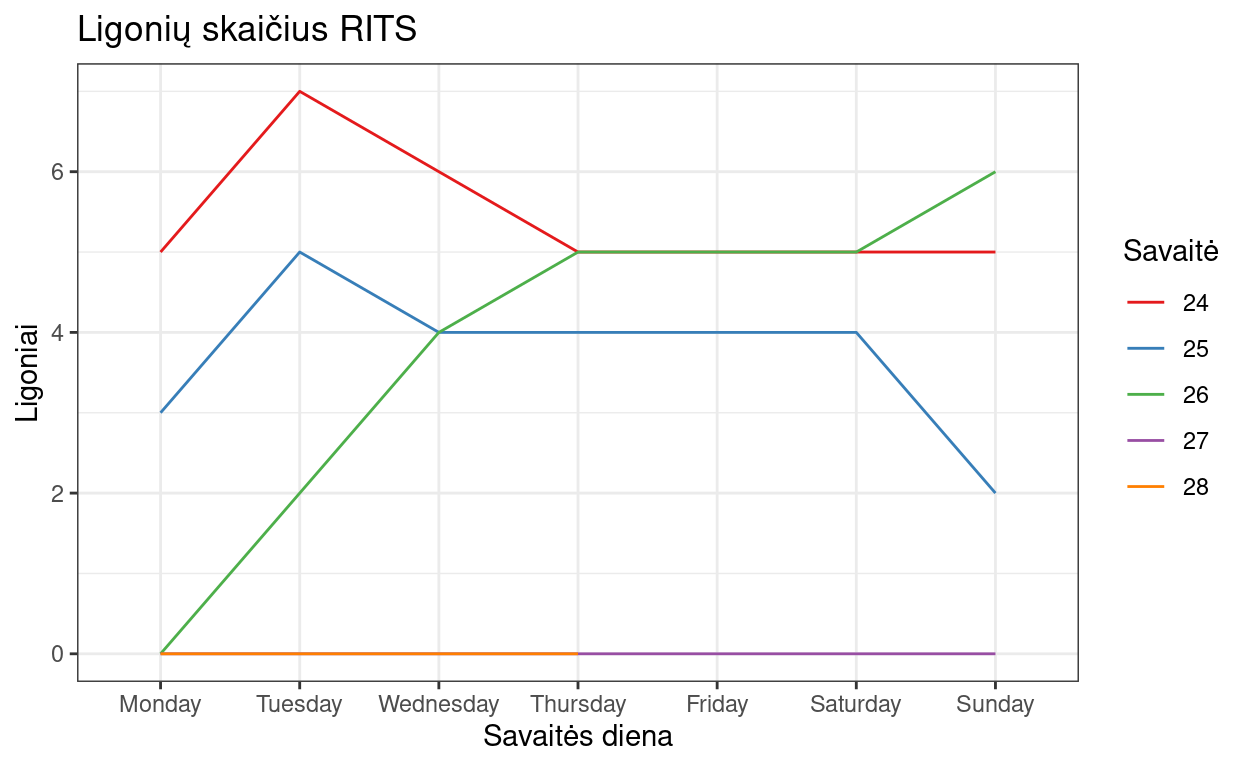 Ligonių skaičius RITS
6
4
2
0
Ligoniai
Monday
Tuesday
Wednesday
Thursday
Friday
Saturday
Sunday
Savaitės diena
Savaitė
24
25
26
27
28